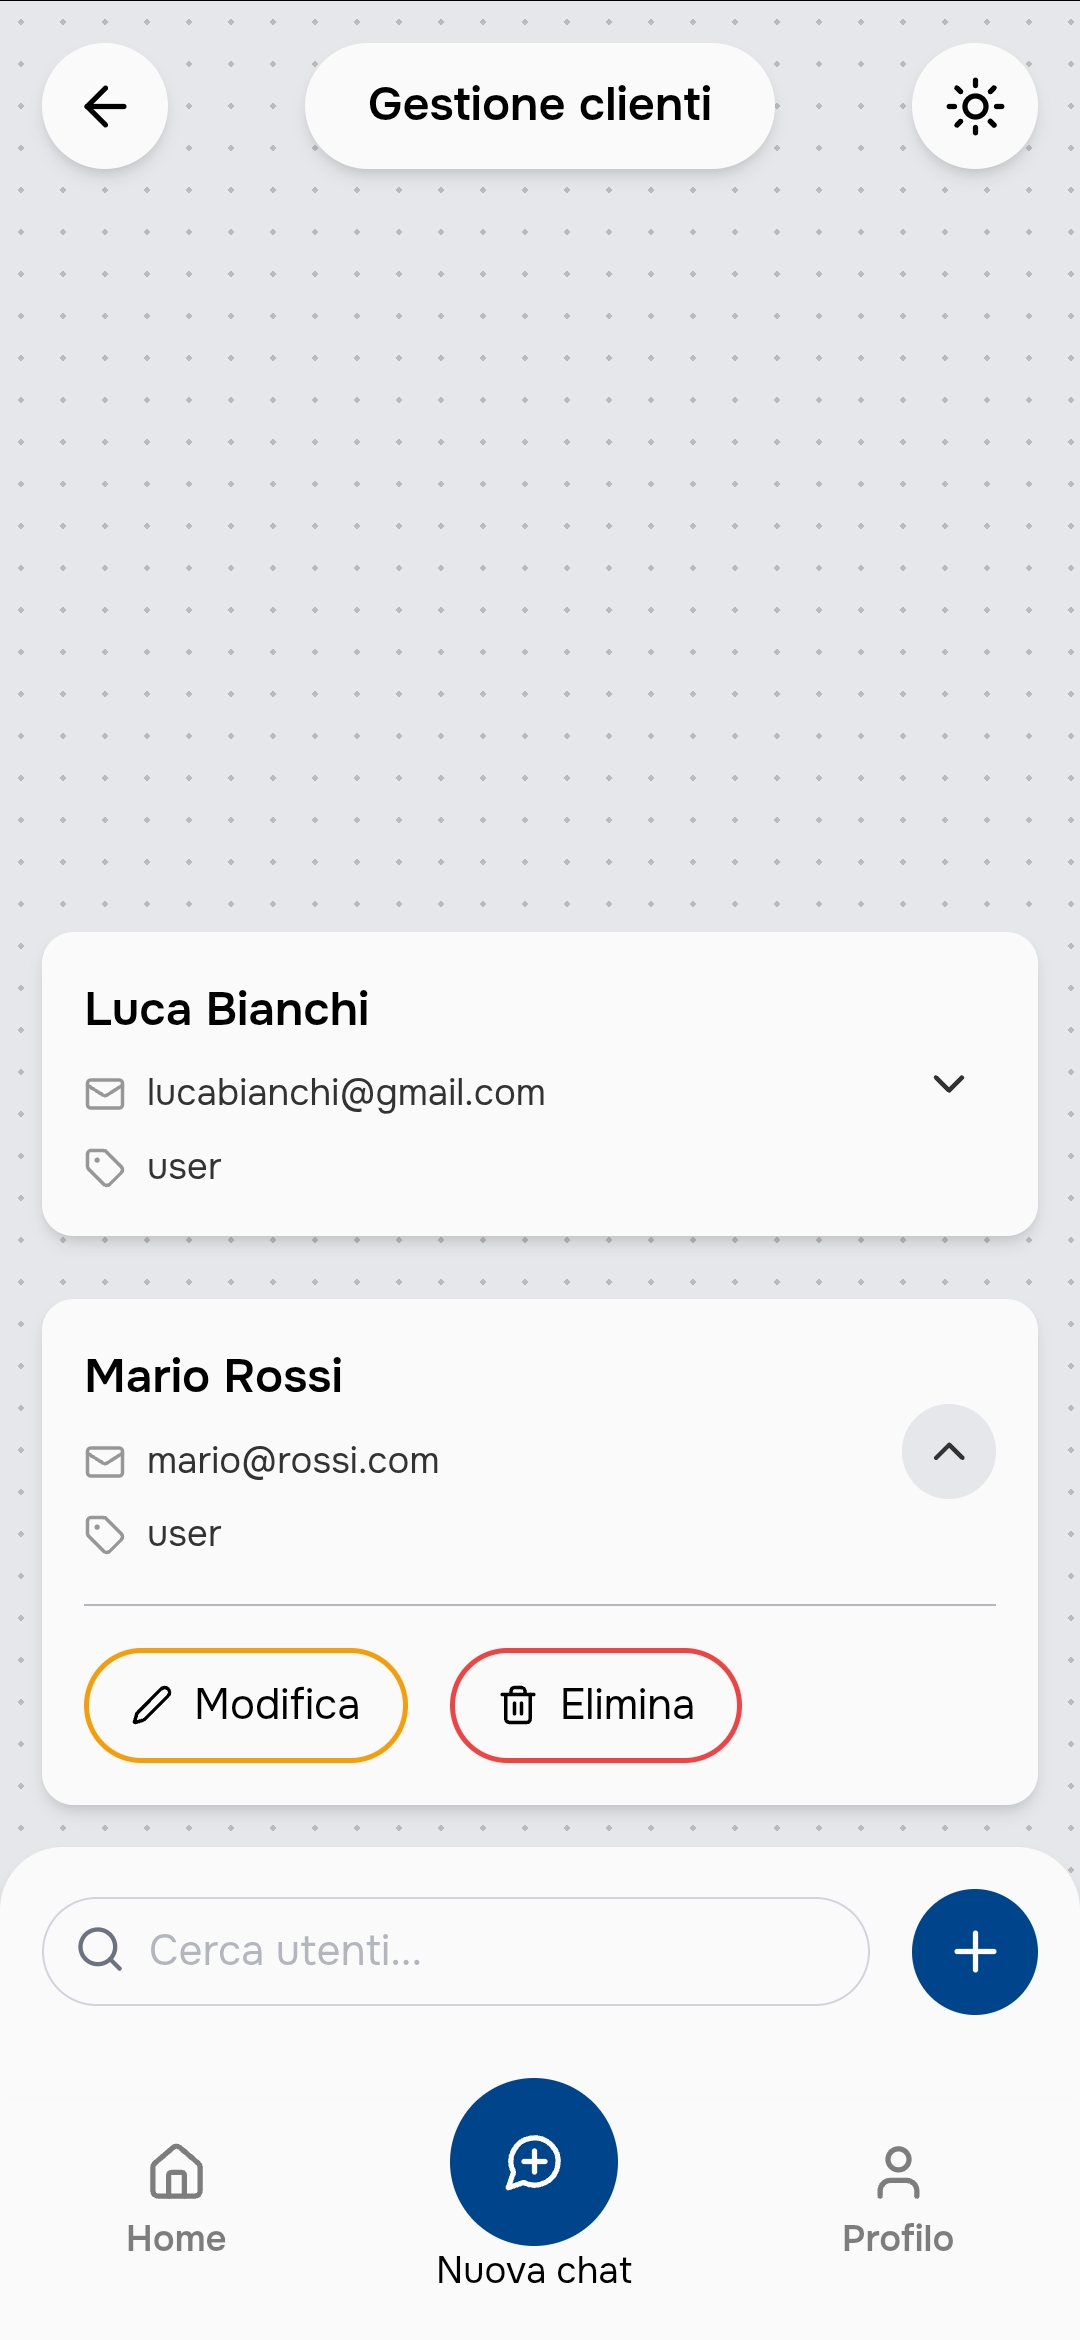 Gestione clienti
Luca Bianchi
lucabianchi@gmail.com
user
Mario Rossi
mario@rossi.com
user
Modifica
Elimina
Cerca utenti...
Home
Nuova chat
Profilo